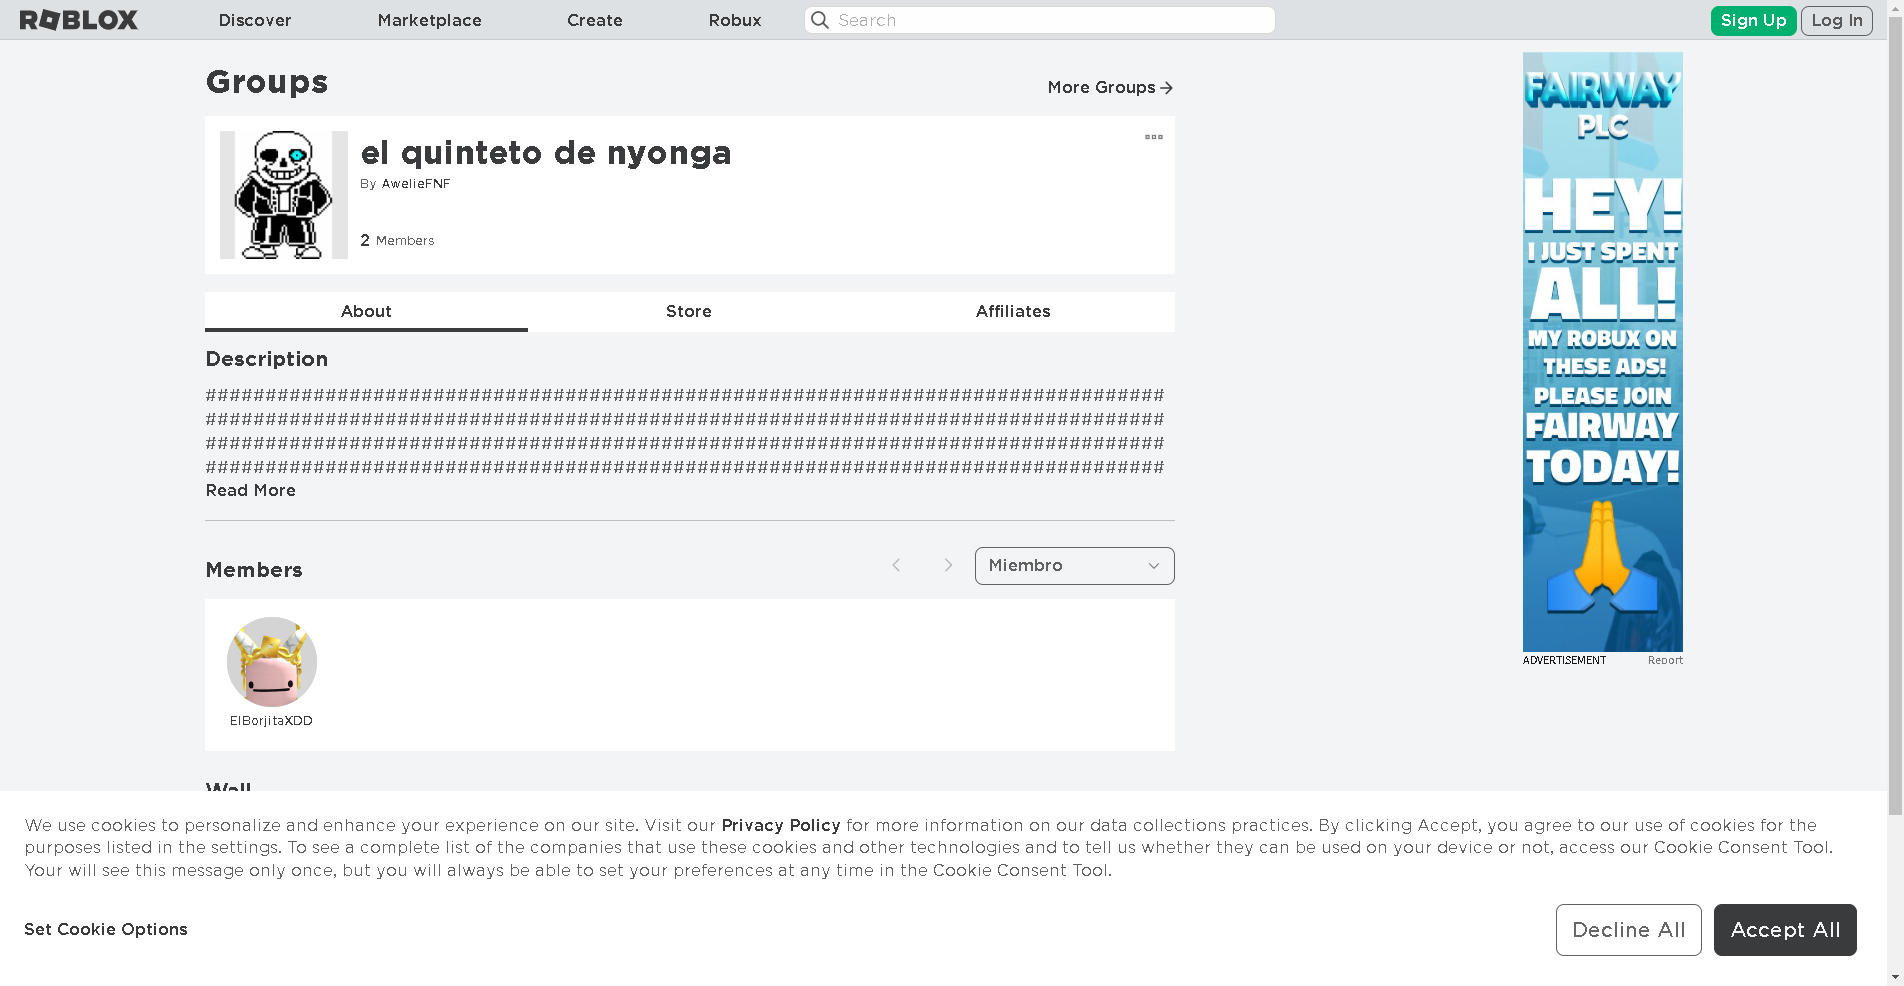 ROBLOX Discover Marketplace Create Robux Search Sign Up Log In
Groups
More Groups
el quinteto de nyonga
By AwelieFNF
2 Members
About Store Affiliates
Description
################################################################################
################################################################################
################################################################################
################################################################################
Read More
Members
Miembro
ElBorjitaXDD
Wall
FAIRWAY
PLC
HEY!
I JUST SPENT
ALL!
MY ROBUX ON
THESE ADS!
PLEASE JOIN
FAIRWAY
TODAY!
ADVERTISEMENT Report
We use cookies to personalize and enhance your experience on our site. Visit our Privacy Policy for more information on our data collections practices. By clicking Accept, you agree to our use of cookies for the
purposes listed in the settings. To see a complete list of the companies that use these cookies and other technologies and to tell us whether they can be used on your device or not, access our Cookie Consent Tool.
Your will see this message only once, but you will always be able to set your preferences at any time in the Cookie Consent Tool.
Set Cookie Options
Decline All
Accept All